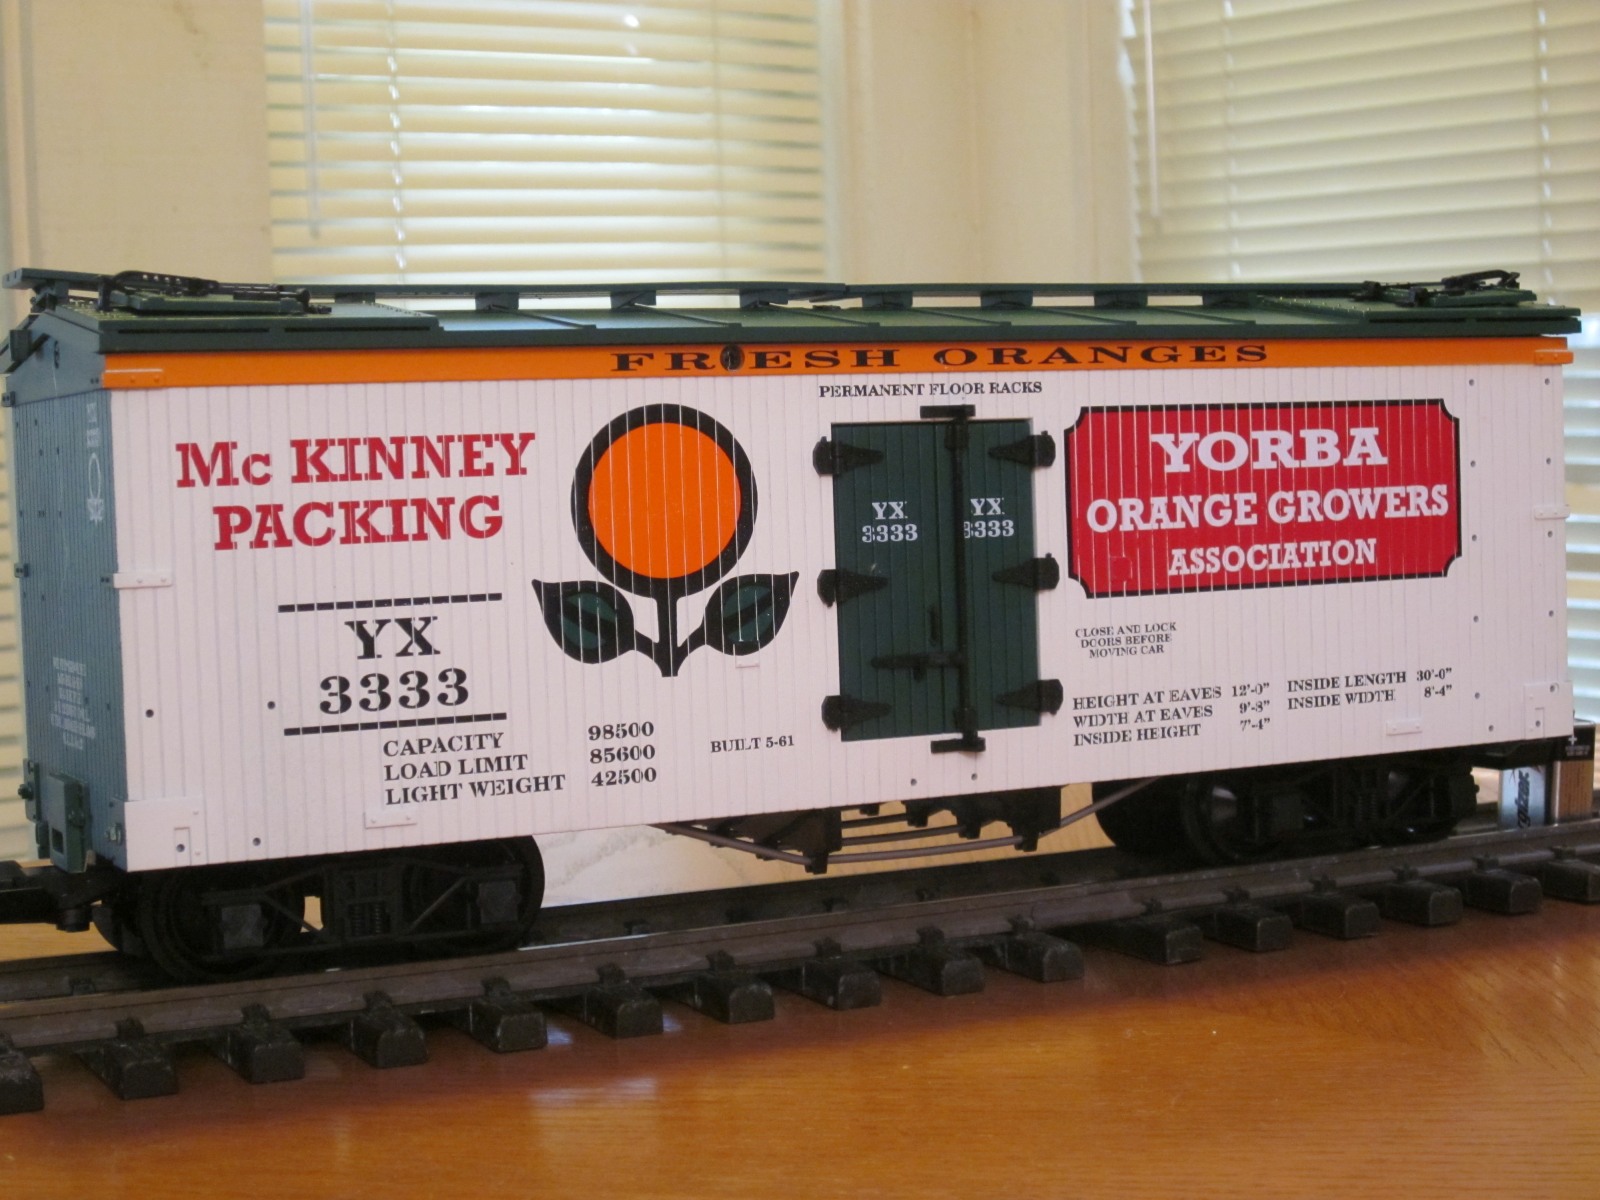 FRESH ORANGES
PERMANENT FLOOR RACKS
Mc KINNEY
PACKING
YX
3333
CAPACITY 98500
LOAD LIMIT 85600
LIGHT WEIGHT 42500
BUILT 5-61
YX
3333
YX
3333
YORBA
ORANGE GROWERS
ASSOCIATION
CLOSE AND LOCK
DOORS BEFORE
MOVING CAR
HEIGHT AT EAVES 12'-0" INSIDE LENGTH 30'-0"
WIDTH AT EAVES 9'-8" INSIDE WIDTH 8'-4"
INSIDE HEIGHT 7'-4"